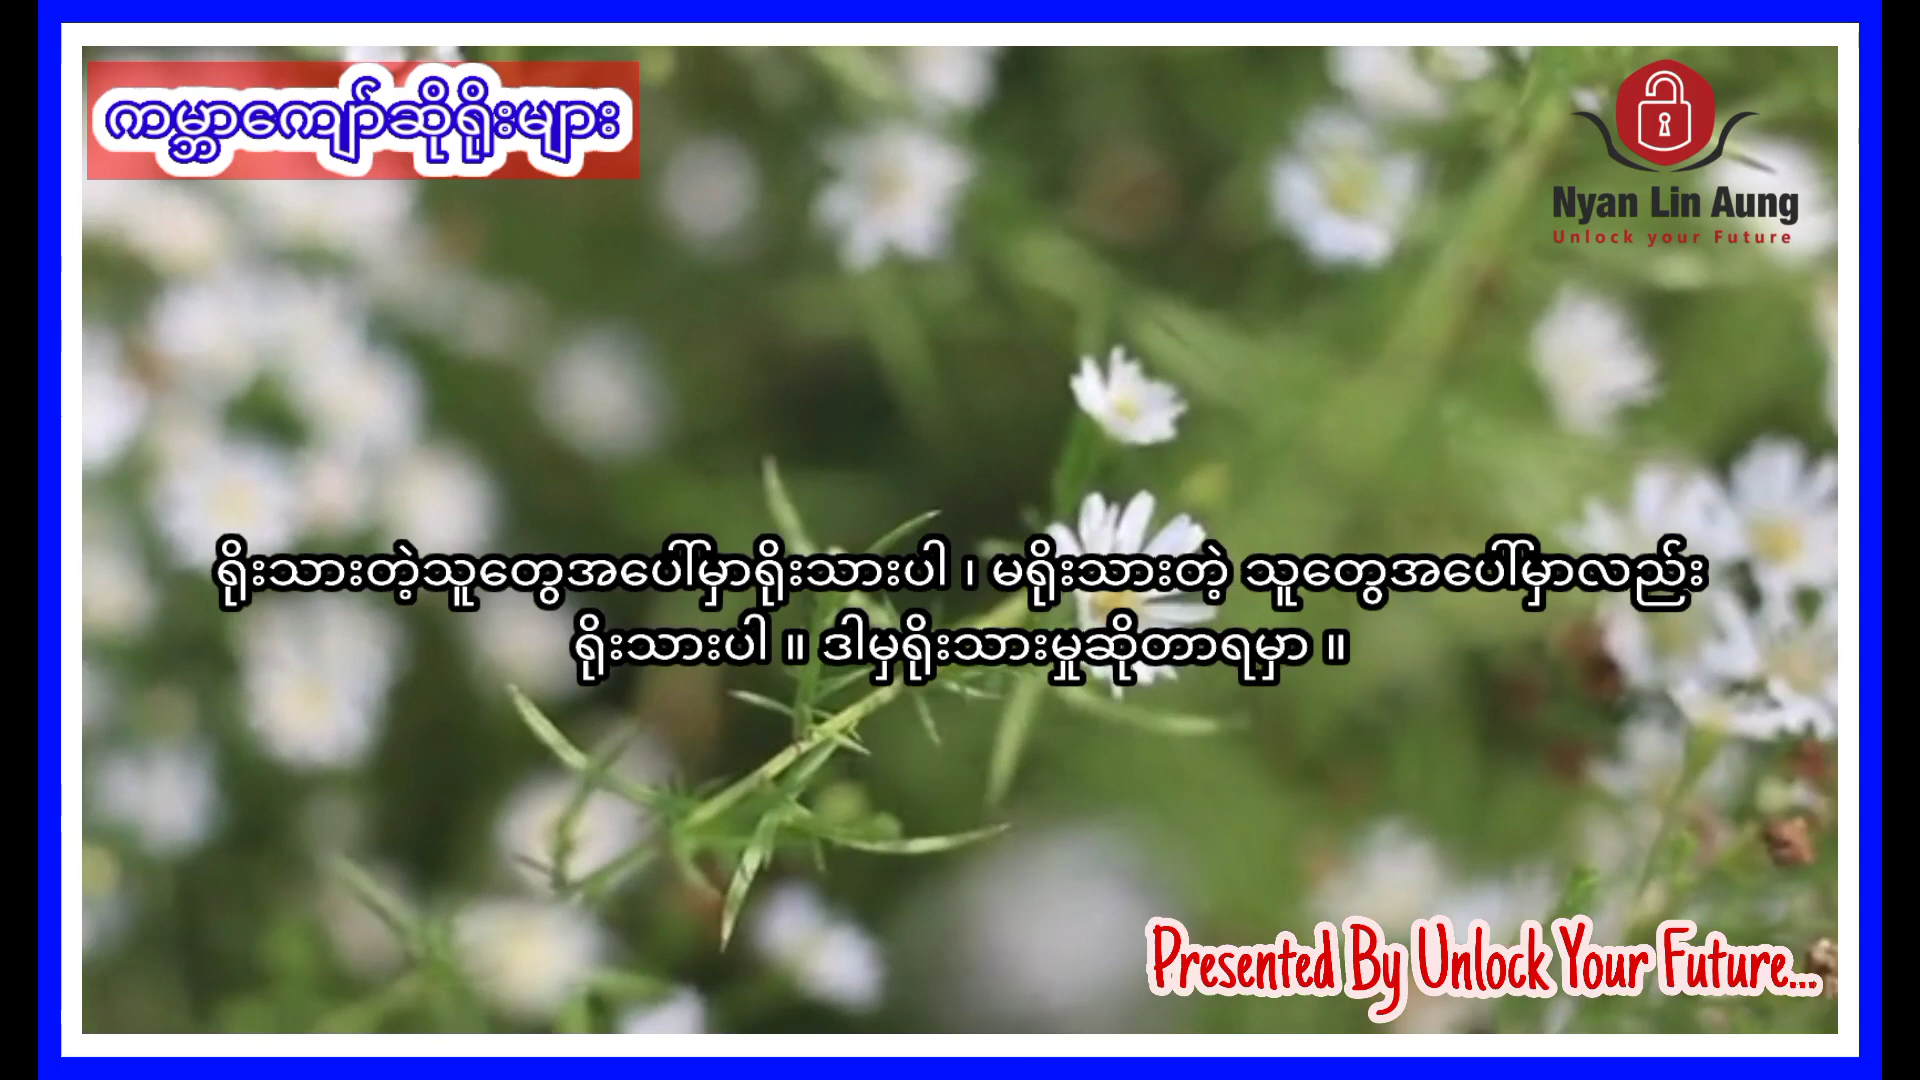 ကမ္ဘာကျော်ဆိုရိုးများ
Nyan Lin Aung
Unlock your Future
ရိုးသားတဲ့သူတွေအပေါ်မှာရိုးသားပါ ၊ မရိုးသားတဲ့ သူတွေအပေါ်မှာလည်း
ရိုးသားပါ ။ ဒါမှရိုးသားမှုဆိုတာရမှာ ။
Presented By Unlock Your Future...